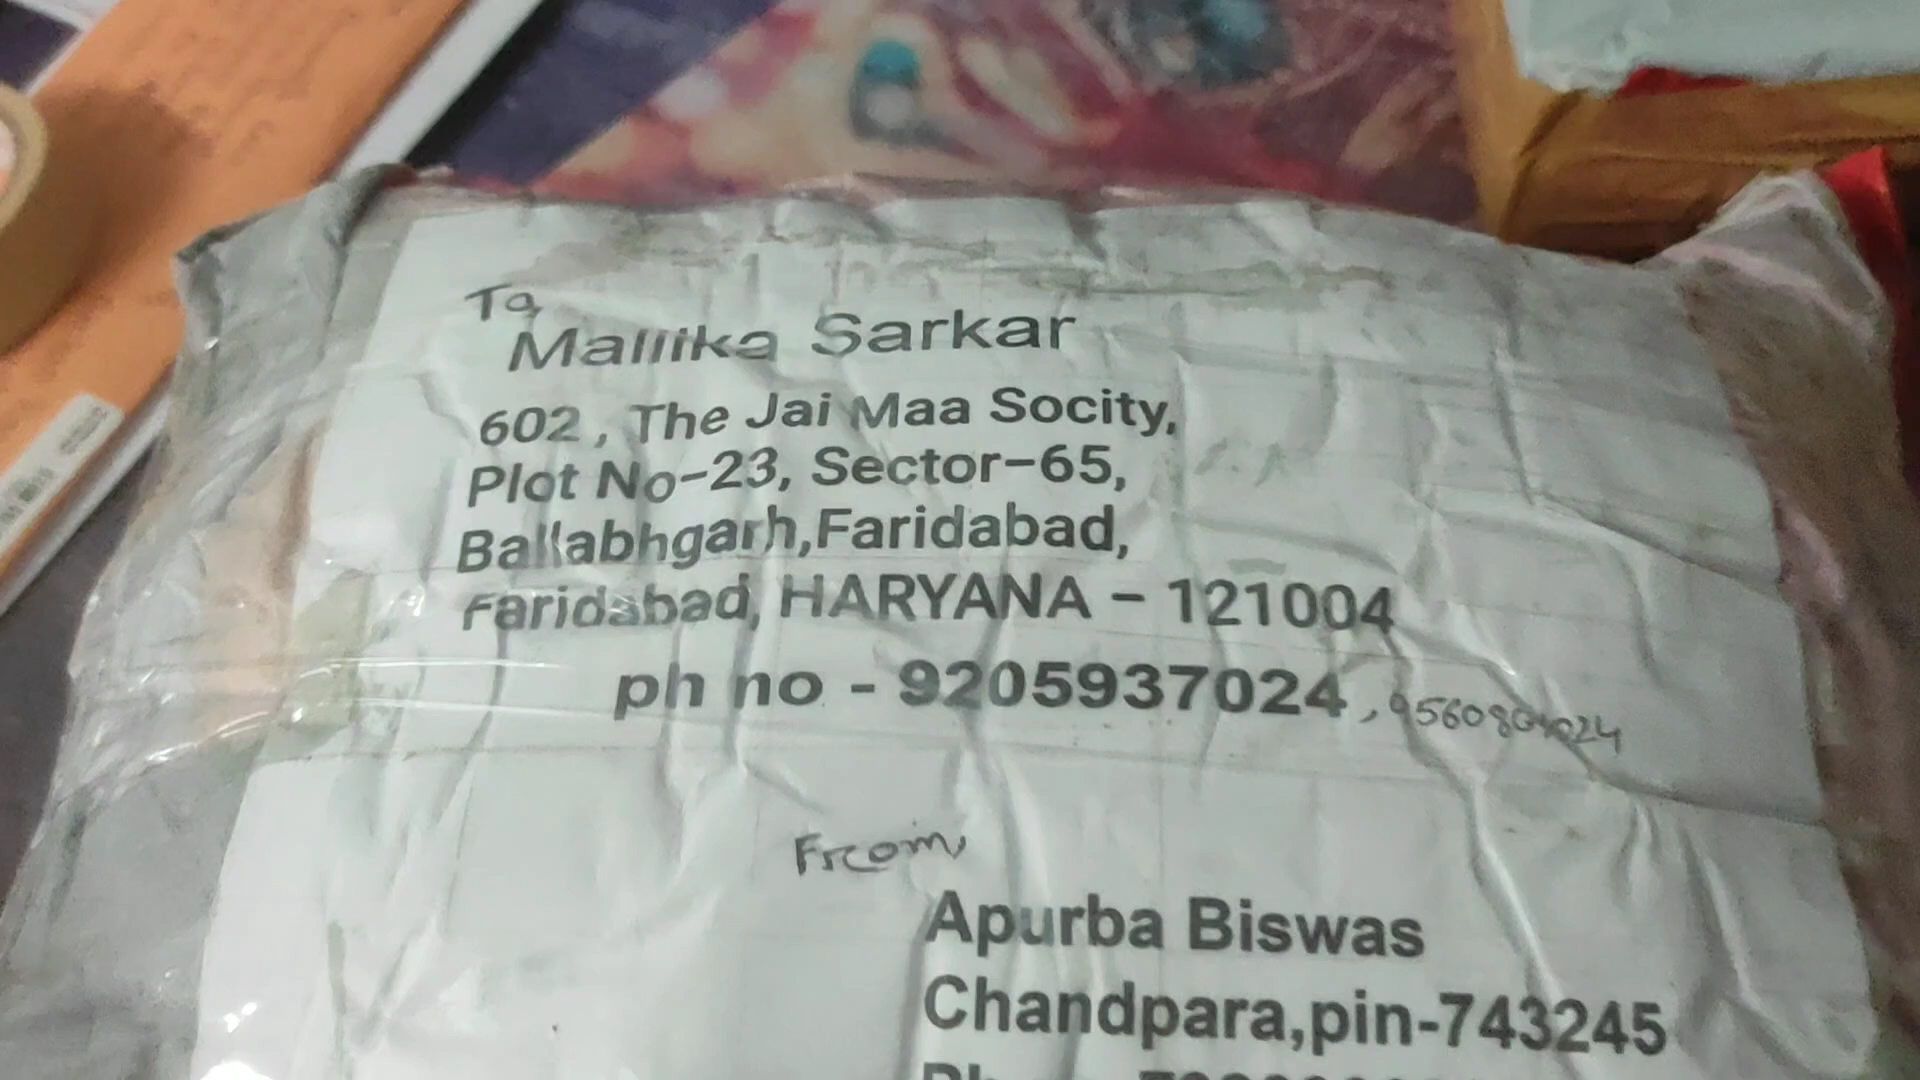 To
Mallika Sarkar
602, The Jai Maa Socity,
Plot No-23, Sector-65,
Ballabhgarh,Faridabad,
Faridabad, HARYANA - 121004
ph no - 9205937024,
From,
Apurba Biswas
Chandpara,pin-743245